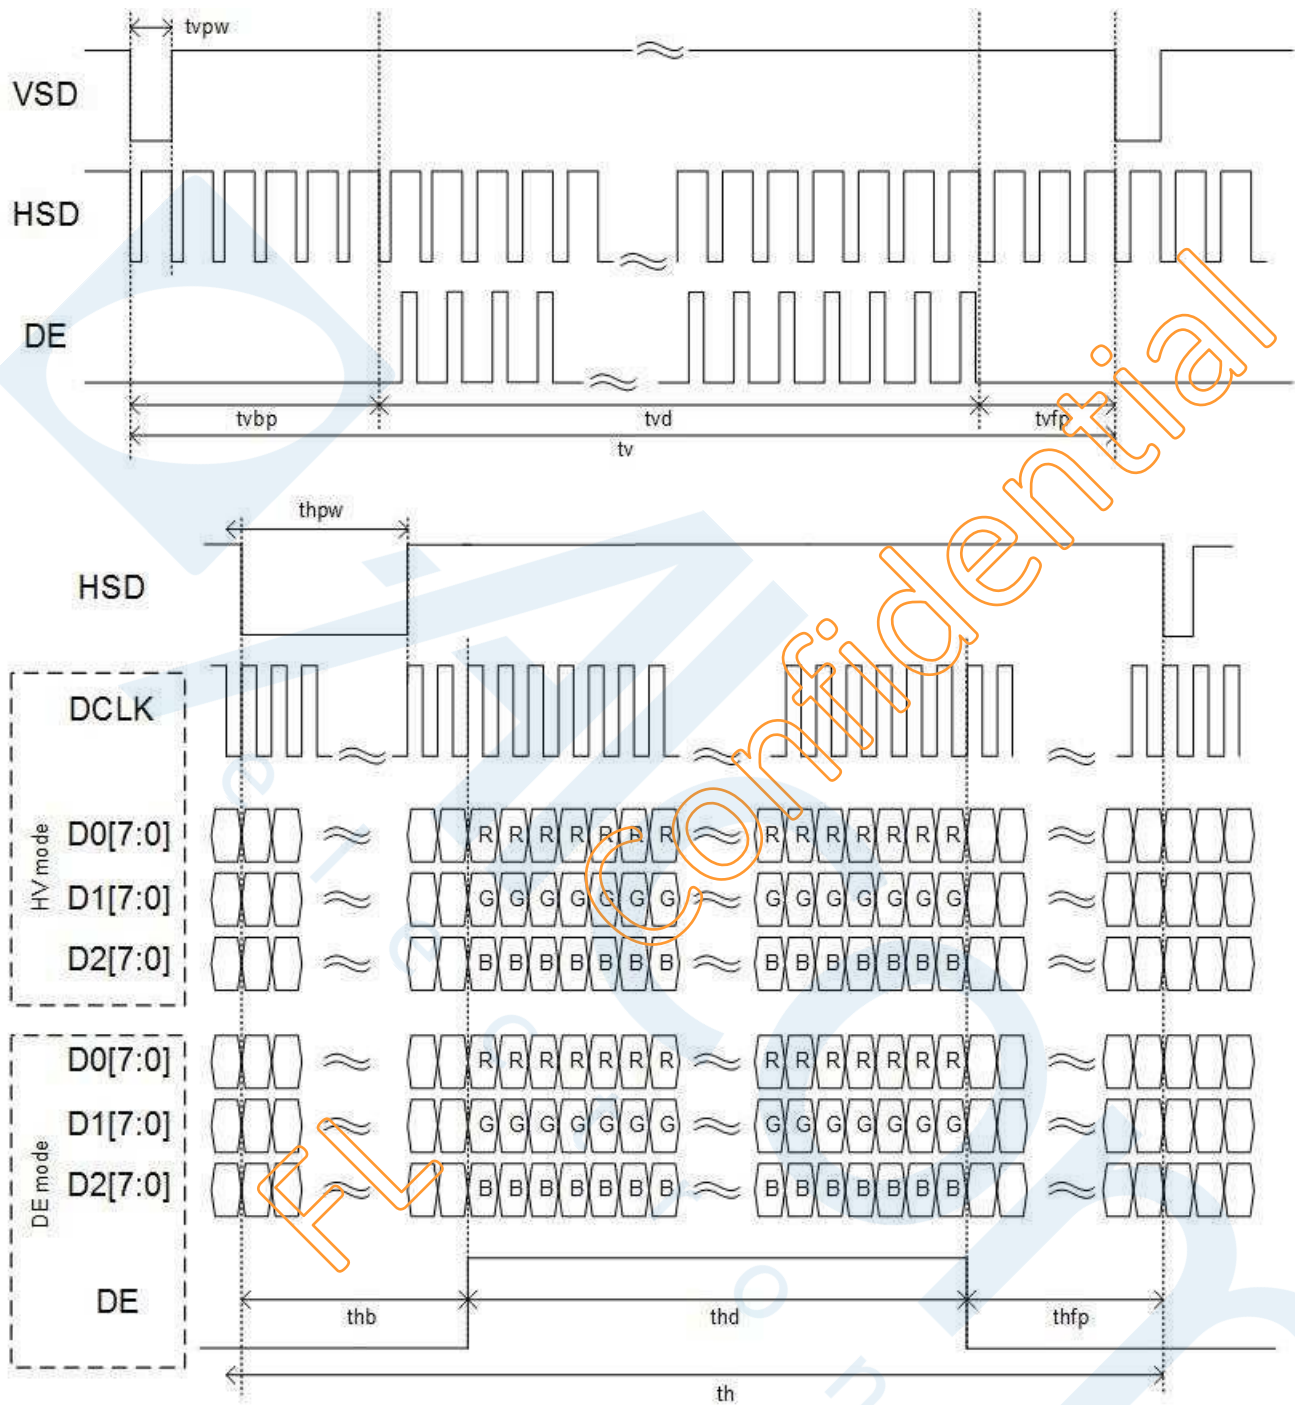 tvpw
VSD
HSD
DE
tvbp
tvd
tvfp
tv
thpw
HSD
DCLK
HV mode
D0[7:0] R R R R R R R R R R R R R R
D1[7:0] G G G G G G G G G G G G G G
D2[7:0] B B B B B B B B B B B B B B
DE mode
D0[7:0] R R R R R R R R R R R R R R
D1[7:0] G G G G G G G G G G G G G G
D2[7:0] B B B B B B B B B B B B B B
DE
thb
thd
thfp
th
FL Confidential